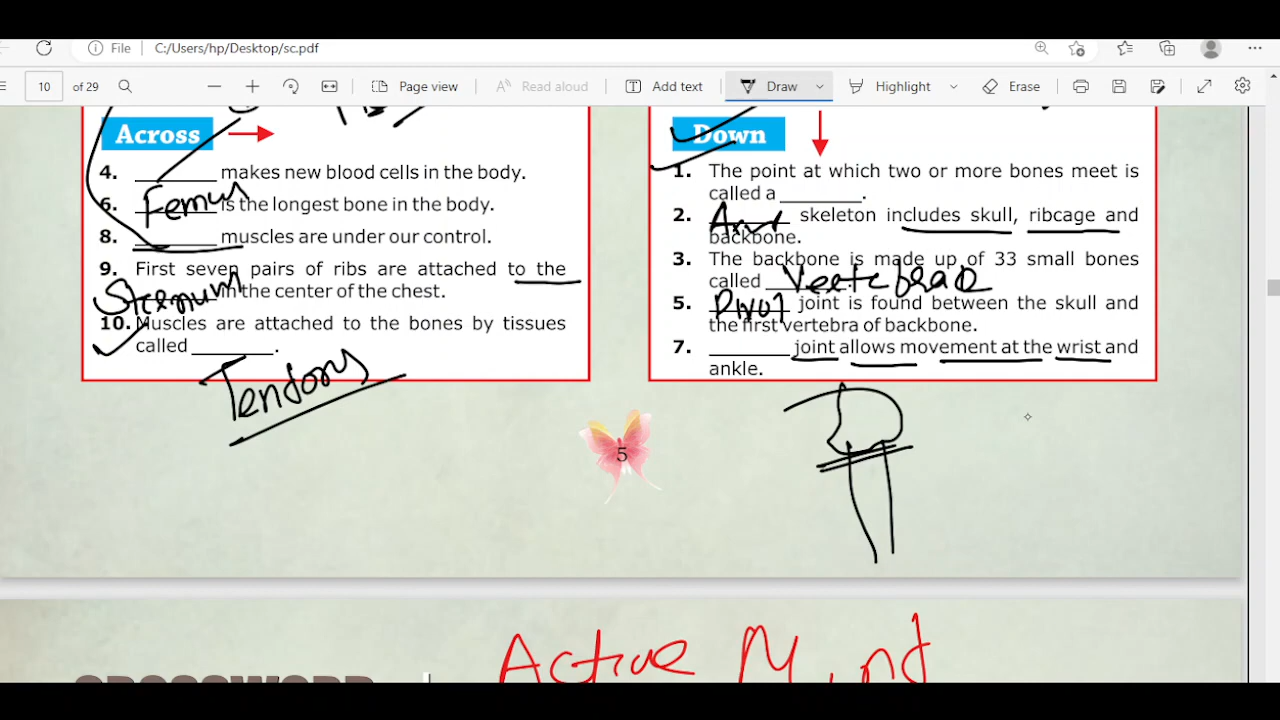 File C:/Users/hp/Desktop/sc.pdf
10 of 29 Page view Read aloud Add text Draw Highlight Erase
Across
4. ________ makes new blood cells in the body.
Femur
6. ________ is the longest bone in the body.
8. ________ muscles are under our control.
9. First seven pairs of ribs are attached to the
Sternum in the center of the chest.
10. Muscles are attached to the bones by tissues
called ________.
Tendons
Down
1. The point at which two or more bones meet is
called a ________.
2. ________ skeleton includes skull, ribcage and
backbone.
3. The backbone is made up of 33 small bones
called Vertebrae
5. Pivot joint is found between the skull and
the first vertebra of backbone.
7. ________ joint allows movement at the wrist and
ankle.
5
Active Mind
CROSSWORD